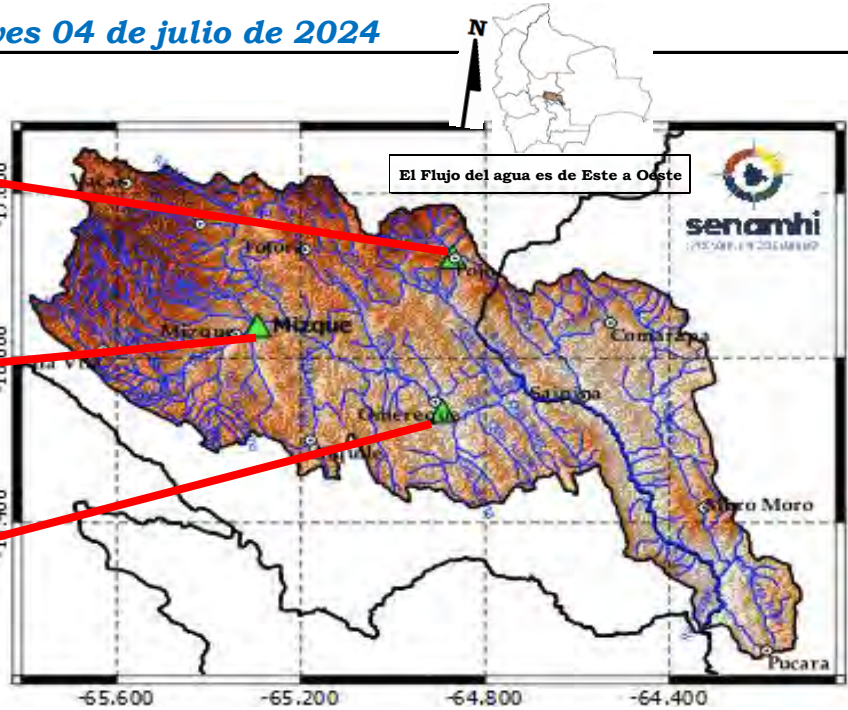 ves 04 de julio de 2024
N
El Flujo del agua es de Este a Oeste
senamhi
Vacas
Pojo
Mizque
Mizque
Comarapa
Saipina
Omereque
Moro Moro
Pucara
-65.600
-65.200
-64.800
-64.400